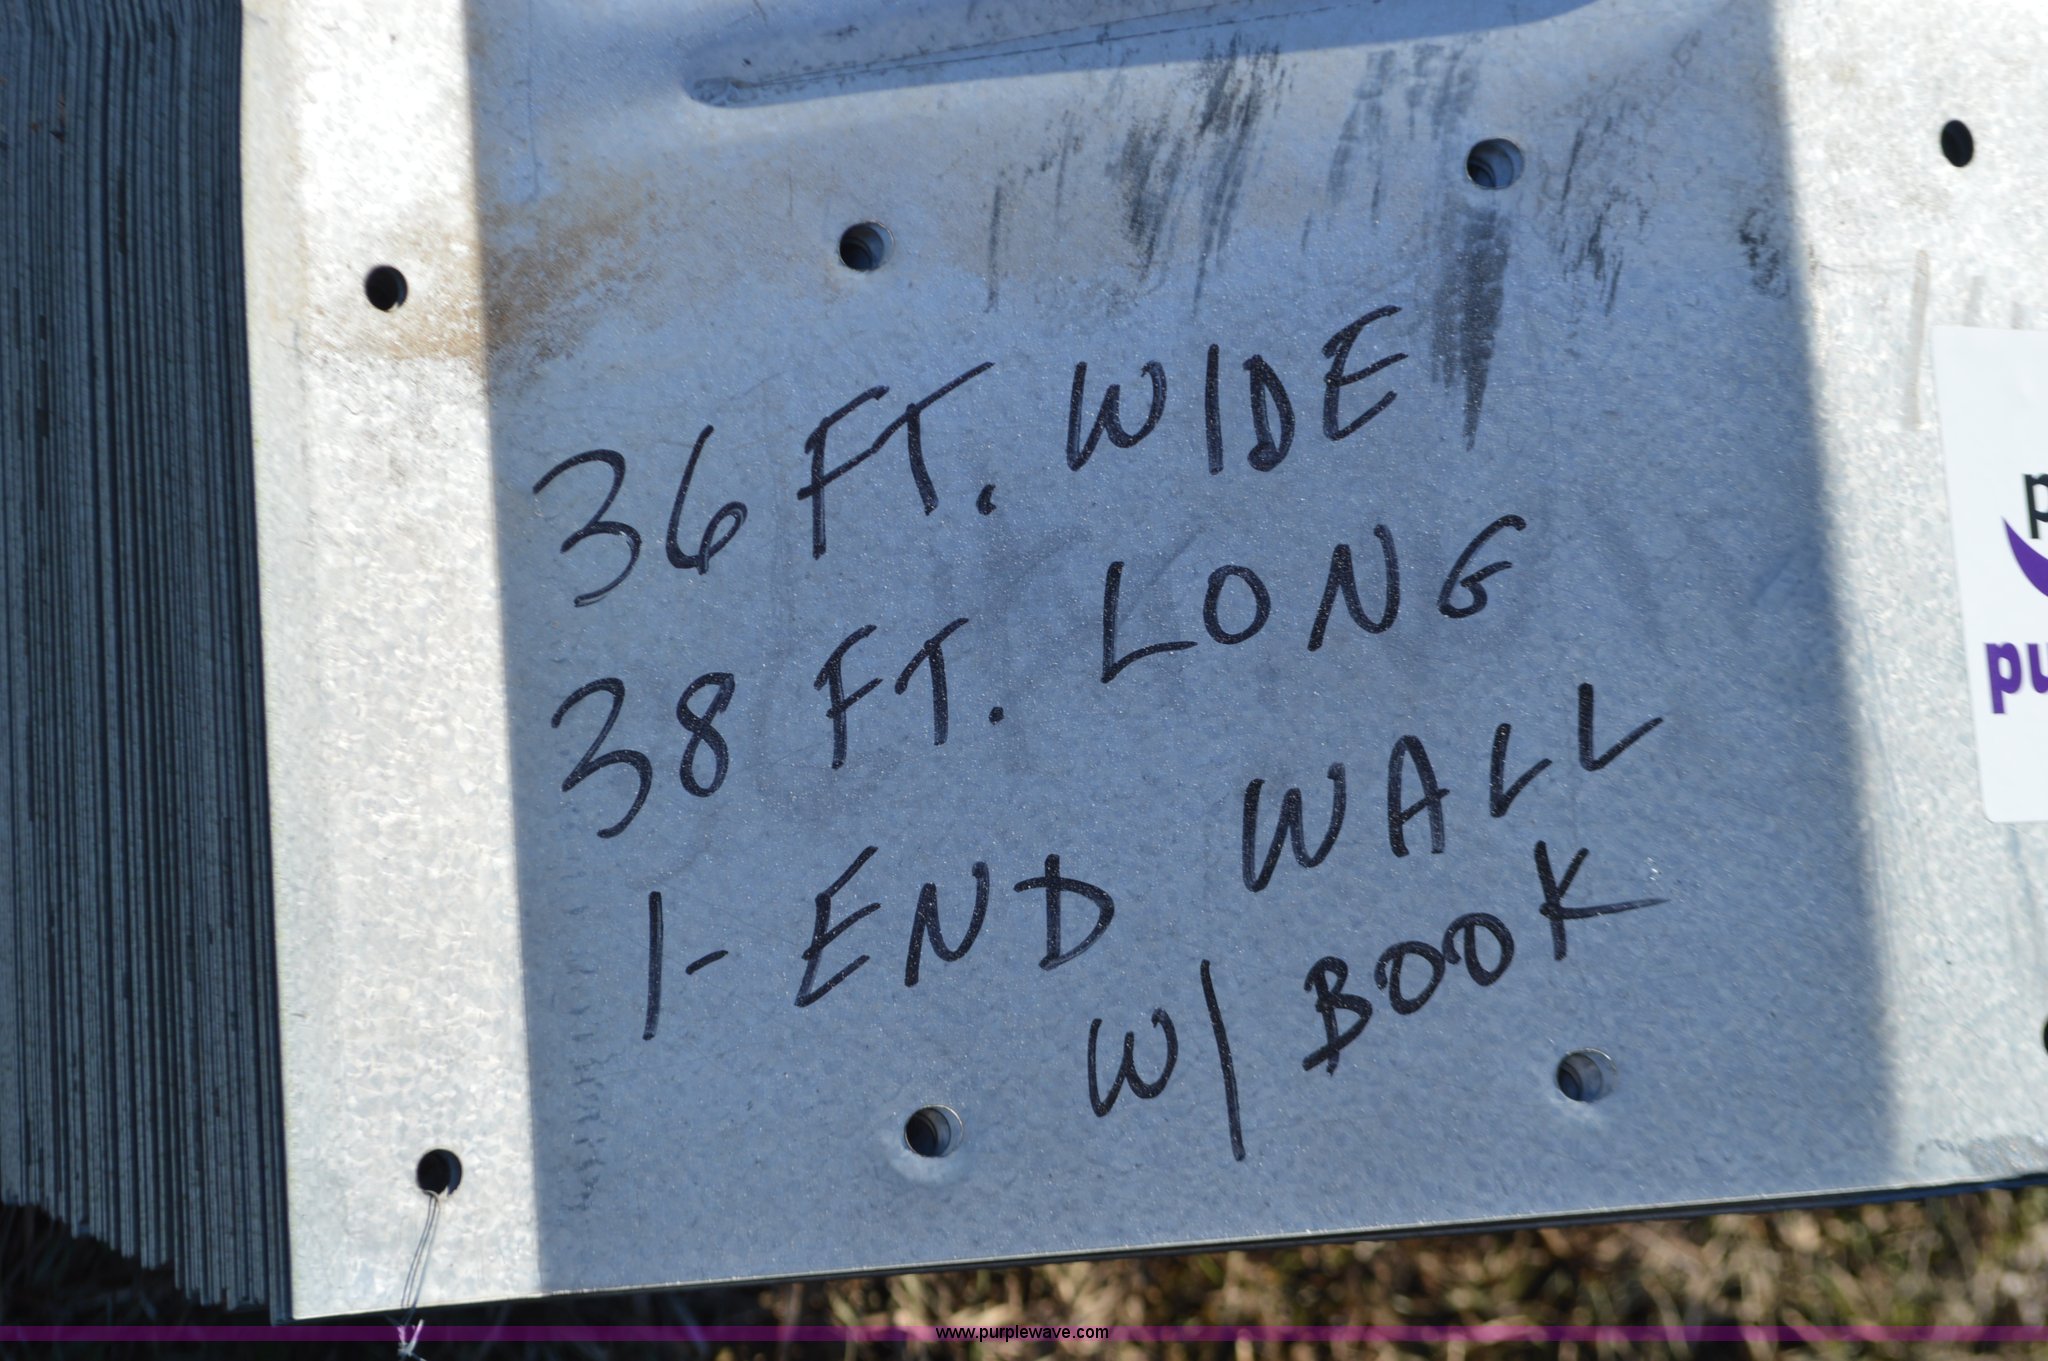 36 FT. WIDE
38 FT. LONG
1- END WALL
W/ BOOK
www.purplewave.com